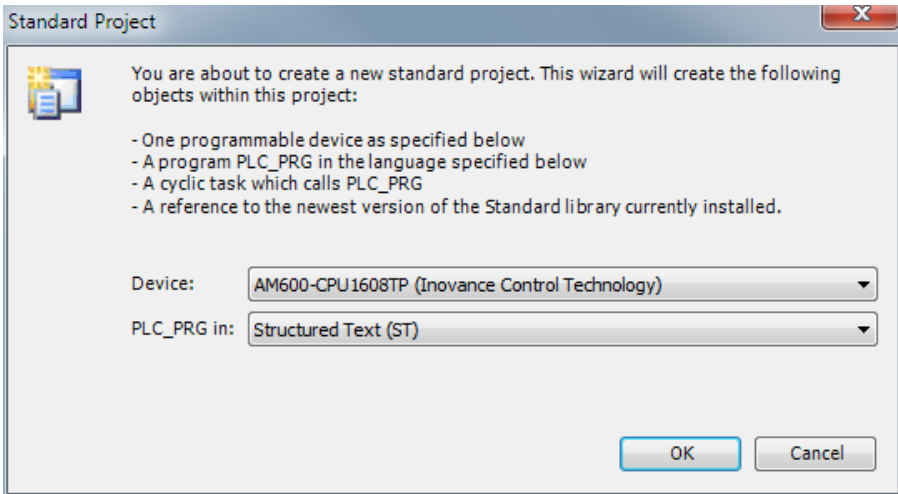 Standard Project
You are about to create a new standard project. This wizard will create the following
objects within this project:
- One programmable device as specified below
- A program PLC_PRG in the language specified below
- A cyclic task which calls PLC_PRG
- A reference to the newest version of the Standard library currently installed.
Device: AM600-CPU1608TP (Inovance Control Technology)
PLC_PRG in: Structured Text (ST)
OK Cancel